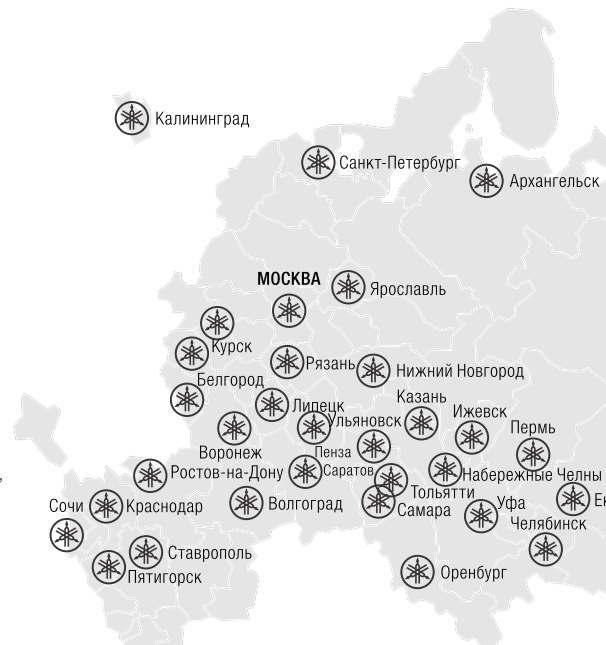 Калининград
Санкт-Петербург
Архангельск
МОСКВА
Ярославль
Курск
Рязань
Нижний Новгород
Белгород
Казань
Липецк
Ижевск
Ульяновск
Пермь
Воронеж
Пенза
Ростов-на-Дону
Саратов
Набережные Челны
Тольятти
Сочи
Краснодар
Волгоград
Самара
Уфа
Челябинск
Ставрополь
Пятигорск
Оренбург